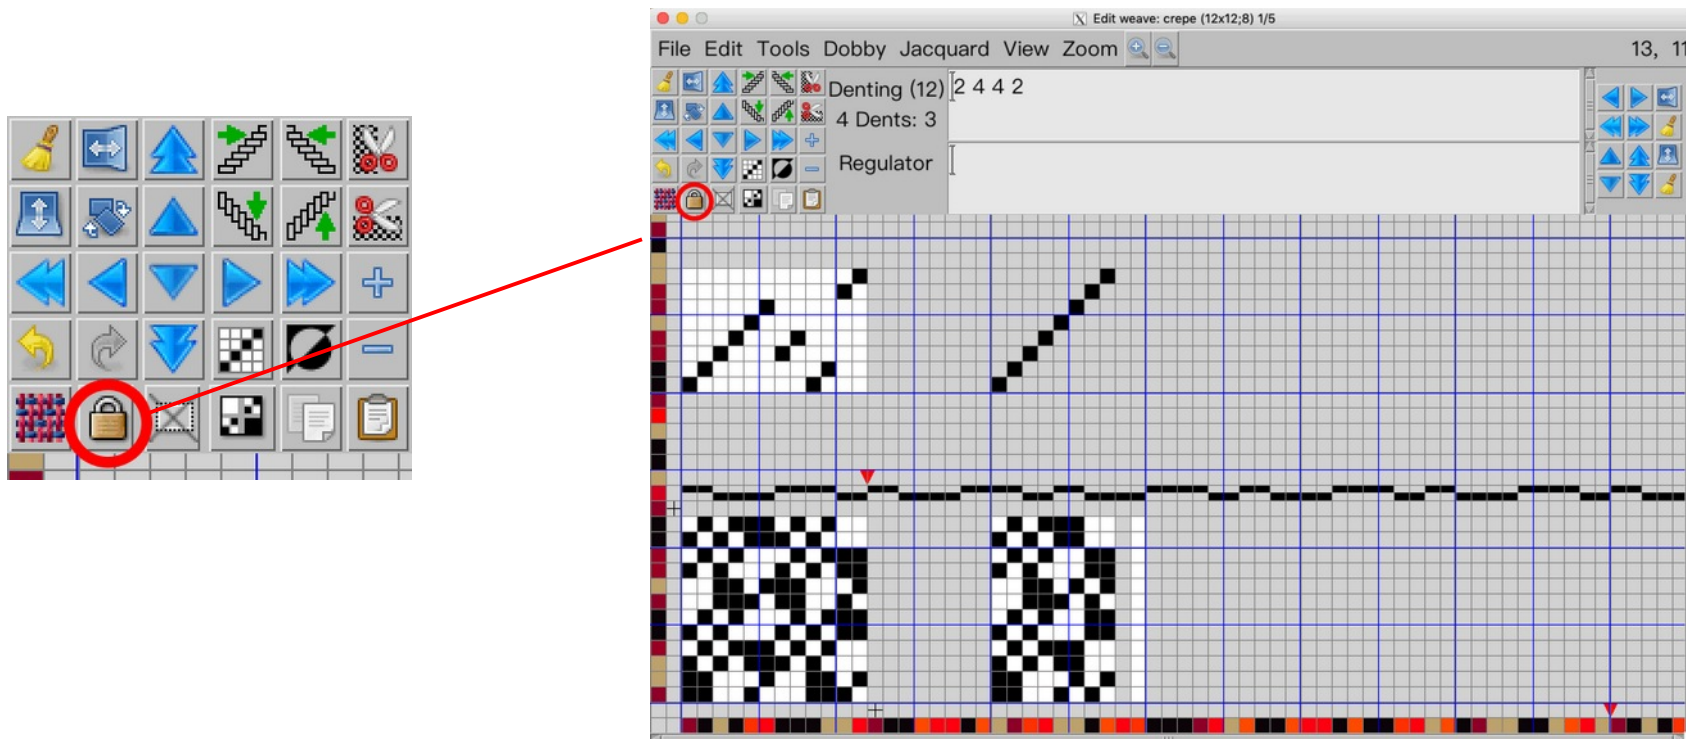 Edit weave: crepe (12x12;8) 1/5
File Edit Tools Dobby Jacquard View Zoom 13, 11
Denting (12) 2 4 4 2
4 Dents: 3
Regulator